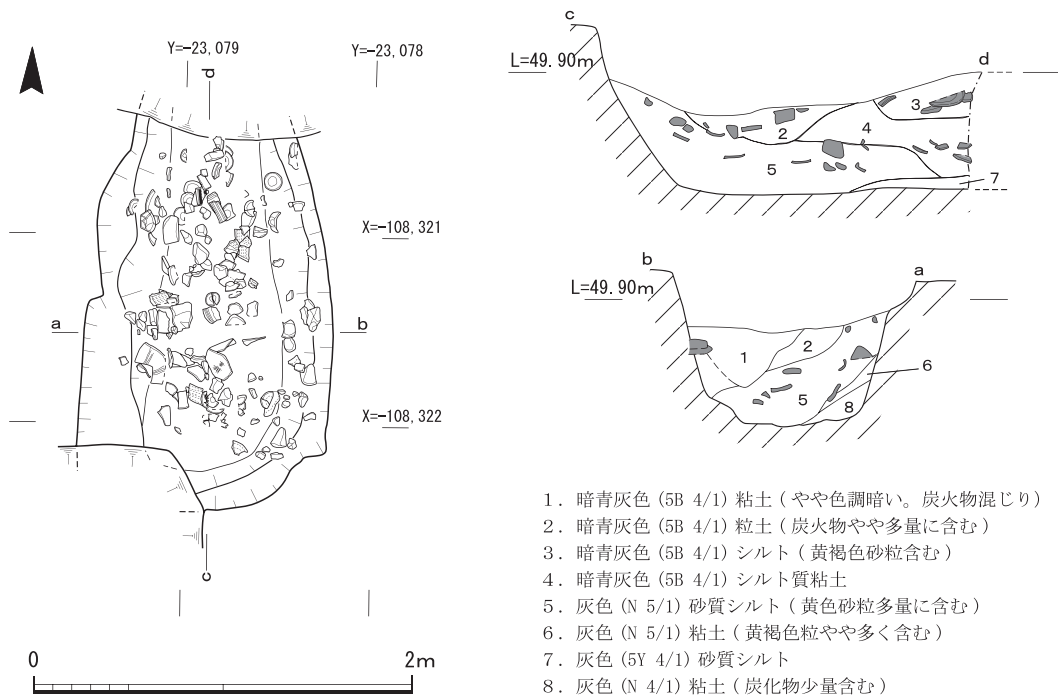 Y=-23,079
Y=-23,078
d
X=-108,321
a
b
X=-108,322
c
0
2m
c
L=49.90m
d
3
2
4
5
7
b
a
L=49.90m
1
2
6
5
8
1. 暗青灰色 (5B 4/1) 粘土 ( やや色調暗い。炭火物混じり )
2. 暗青灰色 (5B 4/1) 粒土 ( 炭火物やや多量に含む )
3. 暗青灰色 (5B 4/1) シルト ( 黄褐色砂粒含む )
4. 暗青灰色 (5B 4/1) シルト質粘土
5. 灰色 (N 5/1) 砂質シルト ( 黄色砂粒多量に含む )
6. 灰色 (N 5/1) 粘土 ( 黄褐色粒やや多く含む )
7. 灰色 (5Y 4/1) 砂質シルト
8. 灰色 (N 4/1) 粘土 ( 炭化物少量含む )